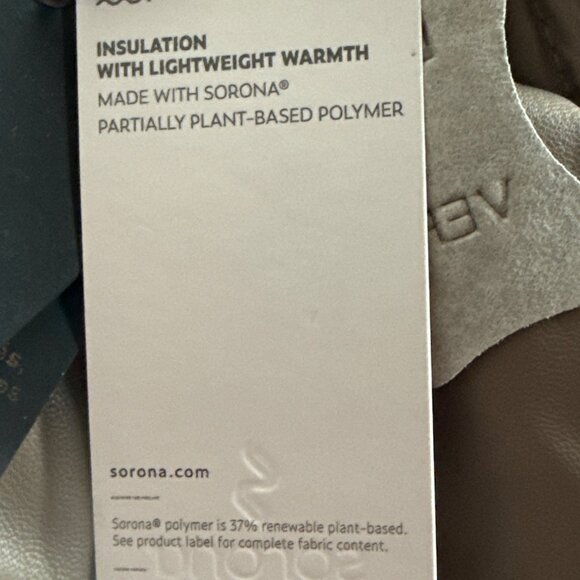 INSULATION
WITH LIGHTWEIGHT WARMTH
MADE WITH SORONA®
PARTIALLY PLANT-BASED POLYMER
sorona.com
Sorona® polymer is 37% renewable plant-based.
See product label for complete fabric content.
sorona